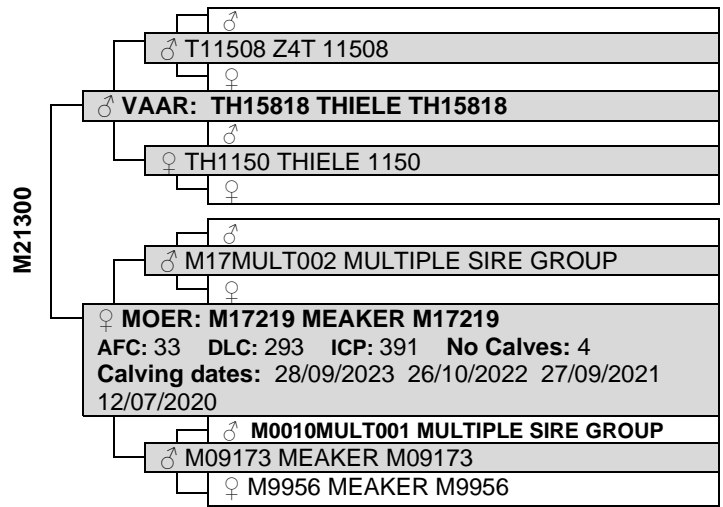 ♂
♂ T11508 Z4T 11508
♀
♂ VAAR: TH15818 THIELE TH15818
♂
♀ TH1150 THIELE 1150
♀
M21300
♂
♂ M17MULT002 MULTIPLE SIRE GROUP
♀
♀ MOER: M17219 MEAKER M17219
AFC: 33 DLC: 293 ICP: 391 No Calves: 4
Calving dates: 28/09/2023 26/10/2022 27/09/2021
12/07/2020
♂ M0010MULT001 MULTIPLE SIRE GROUP
♂ M09173 MEAKER M09173
♀ M9956 MEAKER M9956